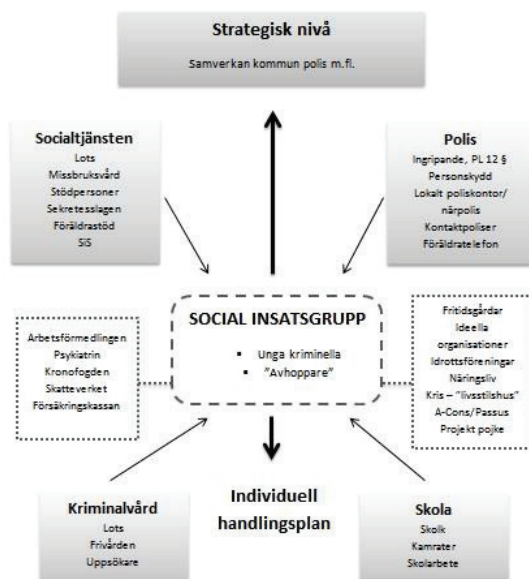 Strategisk nivå
Samverkan kommun polis m.fl.
Socialtjänsten
Lots
Missbruksvård
Stödpersoner
Sekretesslagen
Föräldrastöd
SiS
Polis
Ingripande, PL 12 §
Personskydd
Lokalt poliskontor/
närpolis
Kontaktpoliser
Föräldratelefon
Arbetsförmedlingen
Psykiatrin
Kronofogden
Skatteverket
Försäkringskassan
SOCIAL INSATSGRUPP
▪ Unga kriminella
▪ ”Avhoppare”
Fritidsgårdar
Ideella
organisationer
Idrottsföreningar
Näringsliv
Kris – ”livsstilshus”
A-Cons/Passus
Projekt pojke
Kriminalvård
Lots
Frivården
Uppsökare
Individuell
handlingsplan
Skola
Skolk
Kamrater
Skolarbete